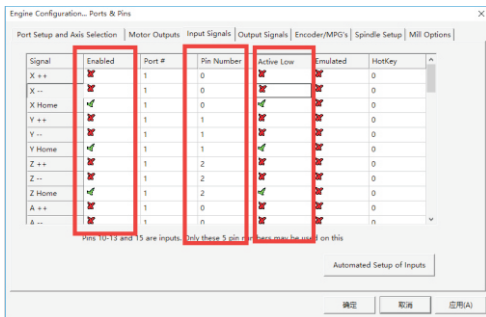 Engine Configuration... Ports & Pins
Port Setup and Axis Selection Motor Outputs Input Signals Output Signals Encoder/MPG's Spindle Setup Mill Options
Signal Enabled Port # Pin Number Active Low Emulated HotKey
X ++ 1 0 0
X -- 1 0 0
X Home 1 0 0
Y ++ 1 1 0
Y -- 1 1 0
Y Home 1 1 0
Z ++ 1 2 0
Z -- 1 2 0
Z Home 1 2 0
A ++ 1 0 0
A -- 1 0 0
Pins 10-13 and 15 are inputs. Only these 5 pin numbers may be used on this
Automated Setup of Inputs
确定 取消 应用(A)